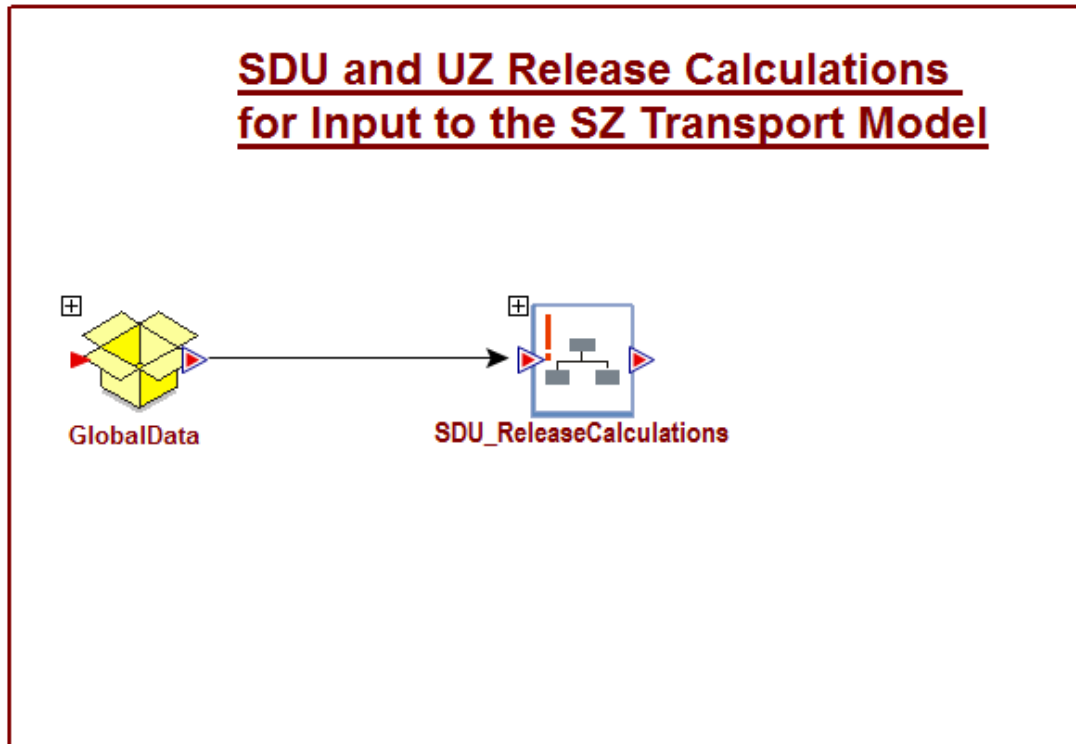 SDU and UZ Release Calculations
for Input to the SZ Transport Model
GlobalData
SDU_ReleaseCalculations